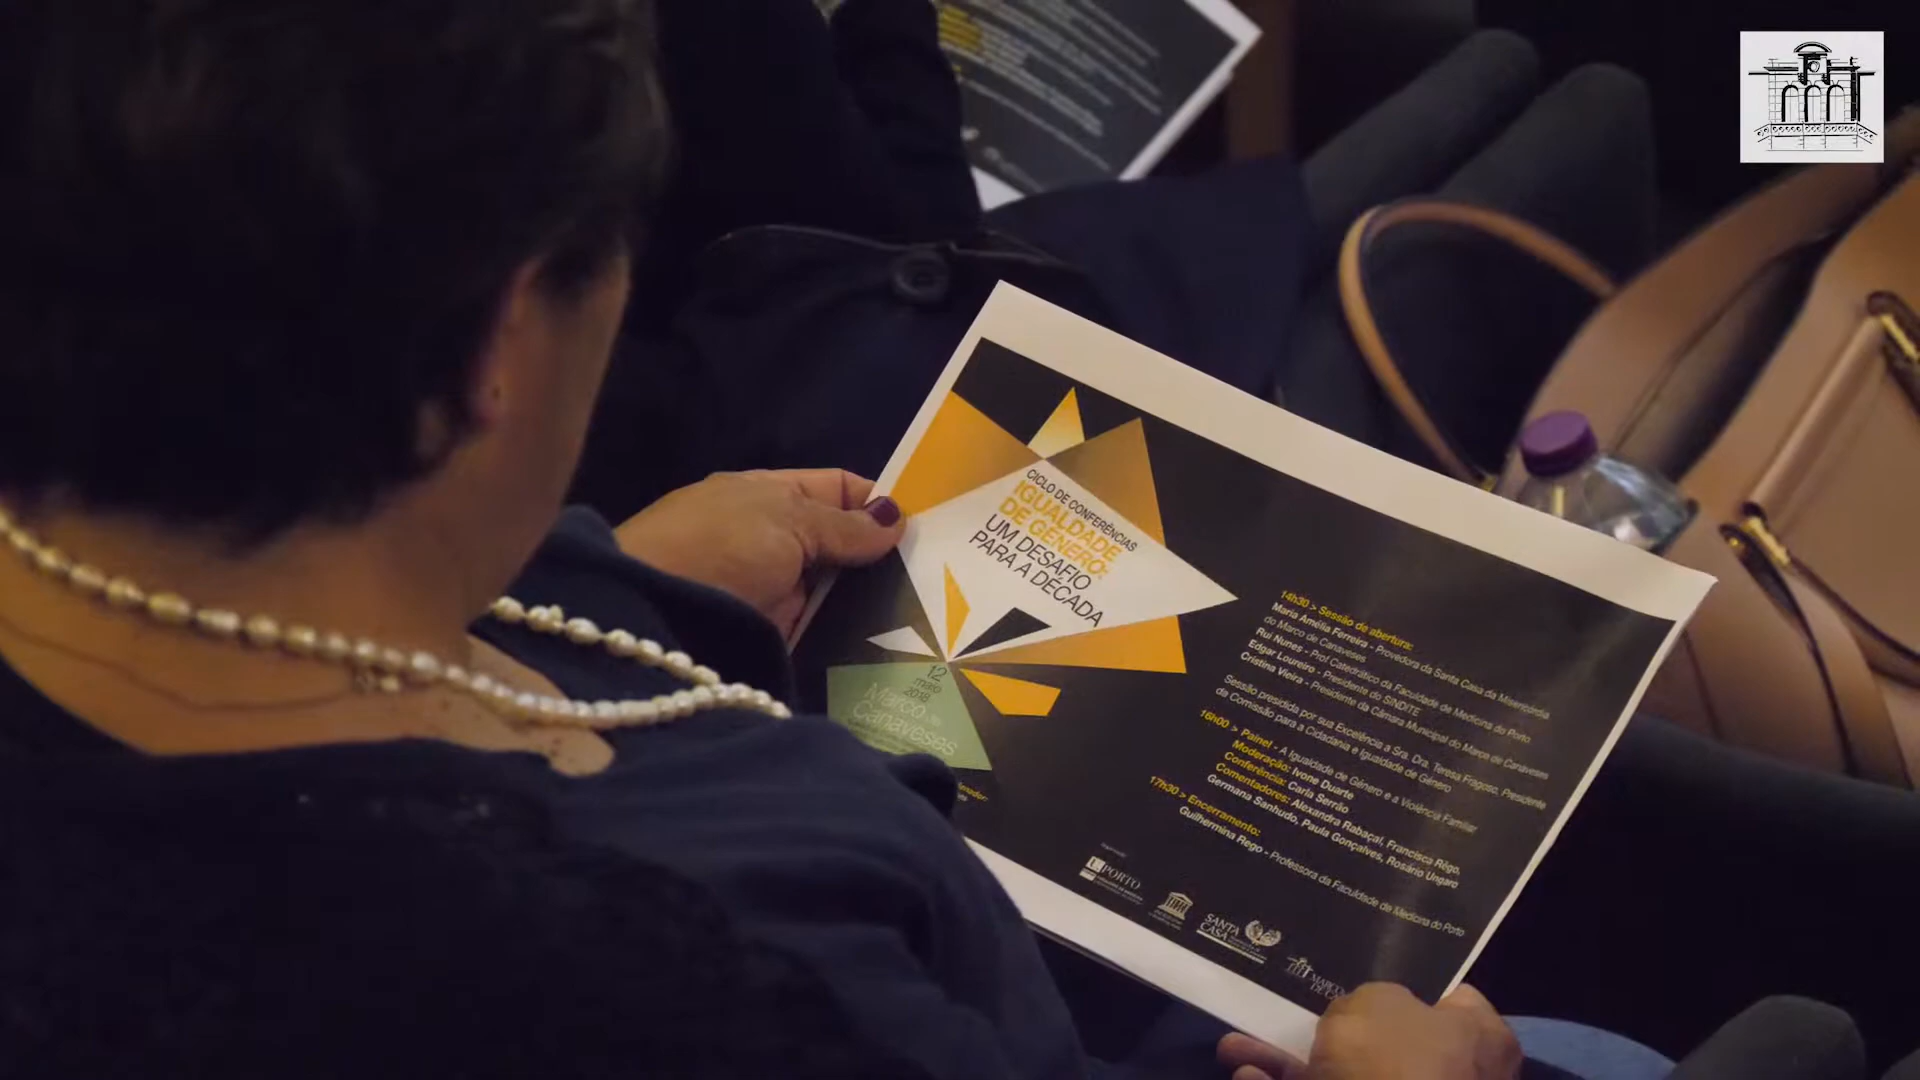 CICLO DE CONFERÊNCIAS
IGUALDADE
DE GÉNERO:
UM DESAFIO
PARA A DÉCADA
12
maio
2018
Marco de
Canaveses
14h30 > Sessão de abertura:
Maria Amélia Ferreira - Provedora da Santa Casa da Misericórdia
do Marco de Canaveses
Rui Nunes - Prof. Catedrático da Faculdade de Medicina do Porto
Edgar Loureiro - Presidente do SINDITE
Cristina Vieira - Presidente da Câmara Municipal do Marco de Canaveses
Sessão presidida por sua Excelência a Sra. Dra. Teresa Fragoso, Presidente
da Comissão para a Cidadania e Igualdade de Género
16h00 > Painel - A Igualdade de Género e a Violência Familiar
Moderação: Ivone Duarte
Conferência: Carla Serrão
Comentadores: Alexandra Rabaçal, Francisca Rêgo,
Germana Sanhudo, Paula Gonçalves, Rosário Ungaro
17h30 > Encerramento:
Guilhermina Rego - Professora da Faculdade de Medicina do Porto
U. PORTO
SANTA
CASA
MARCO